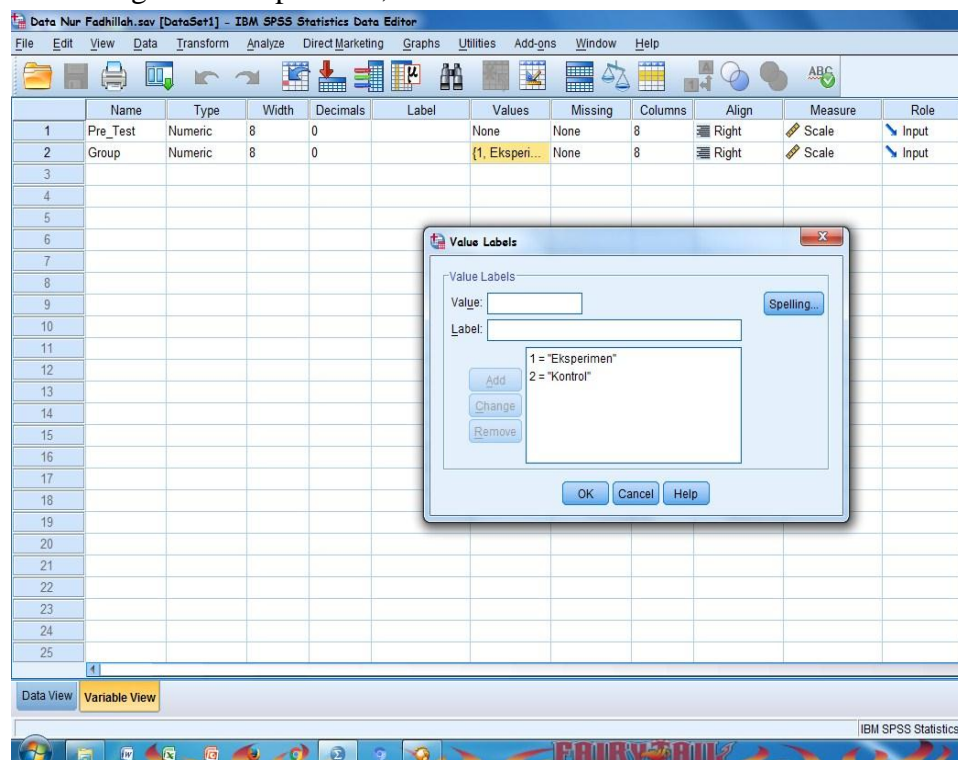 Data Nur Fadhillah.sav [DataSet1] - IBM SPSS Statistics Data Editor
File Edit View Data Transform Analyze Direct Marketing Graphs Utilities Add-ons Window Help
Name Type Width Decimals Label Values Missing Columns Align Measure Role
1 Pre_Test Numeric 8 0 None None 8 Right Scale Input
2 Group Numeric 8 0 {1, Eksperi... None 8 Right Scale Input
3
4
5
6
7
8
9
10
11
12
13
14
15
16
17
18
19
20
21
22
23
24
25
Value Labels
Value Labels
Value:
Spelling...
Label:
1 = "Eksperimen"
2 = "Kontrol"
Add
Change
Remove
OK Cancel Help
Data View Variable View
IBM SPSS Statistics
FAIRY TAIL